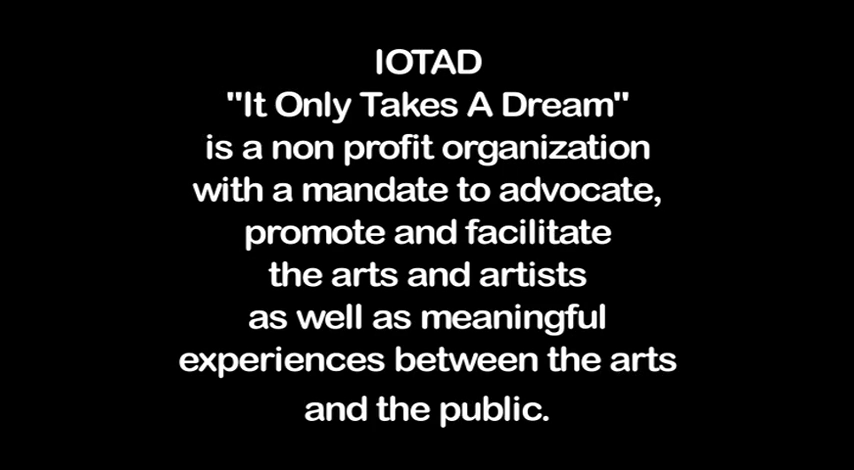 IOTAD
"It Only Takes A Dream"
is a non profit organization
with a mandate to advocate,
promote and facilitate
the arts and artists
as well as meaningful
experiences between the arts
and the public.